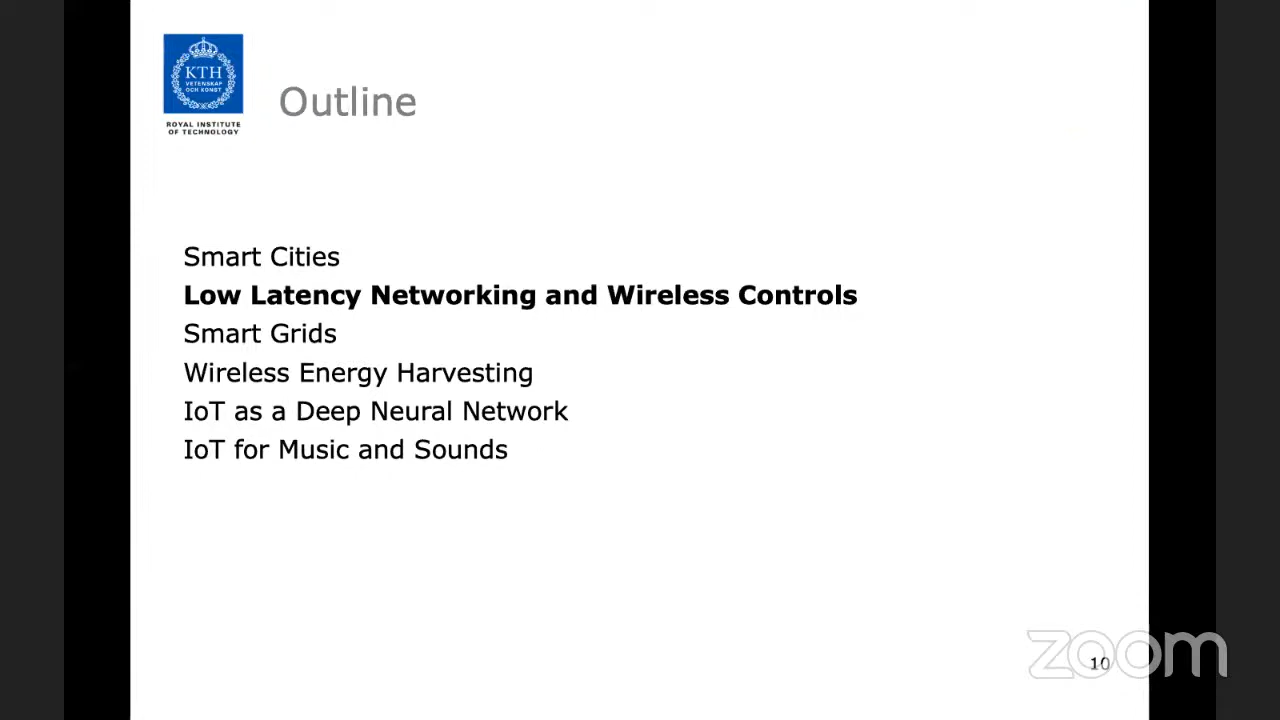 KTH
VETENSKAP
OCH KONST
ROYAL INSTITUTE
OF TECHNOLOGY
Outline
Smart Cities
Low Latency Networking and Wireless Controls
Smart Grids
Wireless Energy Harvesting
IoT as a Deep Neural Network
IoT for Music and Sounds
10
zoom